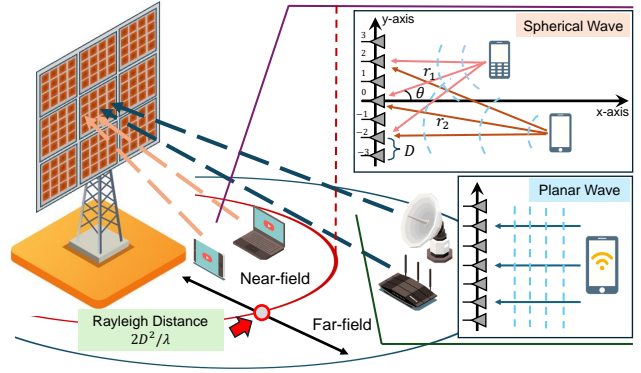 y-axis
Spherical Wave
3
2
1
0
−1
−2
−3
r₁
θ
r₂
D
x-axis
Planar Wave
Near-field
Far-field
Rayleigh Distance
2D²/λ